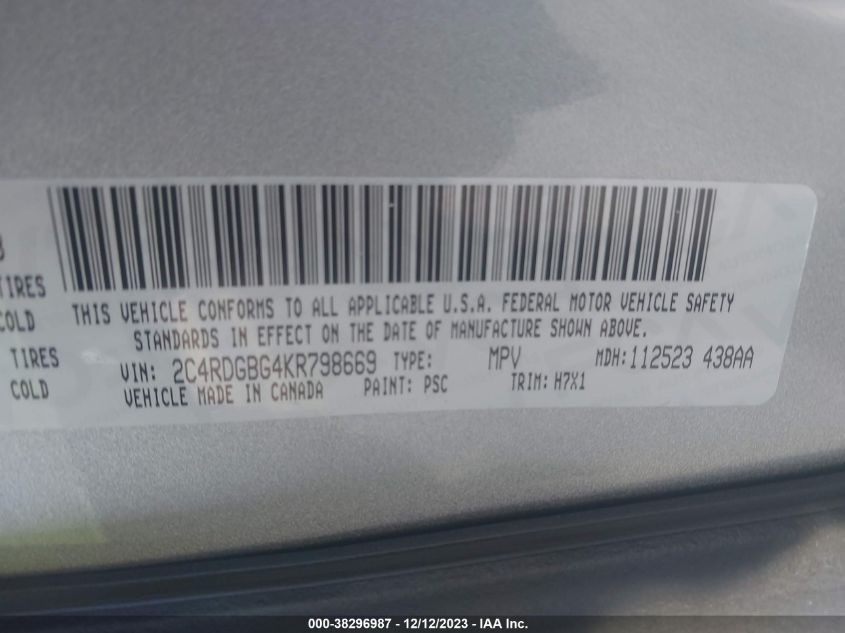 TIRES
COLD
TIRES
COLD
THIS VEHICLE CONFORMS TO ALL APPLICABLE U.S.A. FEDERAL MOTOR VEHICLE SAFETY
STANDARDS IN EFFECT ON THE DATE OF MANUFACTURE SHOWN ABOVE.
VIN: 2C4RDGBG4KR798669 TYPE: MPV MDH:112523 438AA
VEHICLE MADE IN CANADA PAINT: PSC TRIM: H7X1
000-38296987 - 12/12/2023 - IAA Inc.